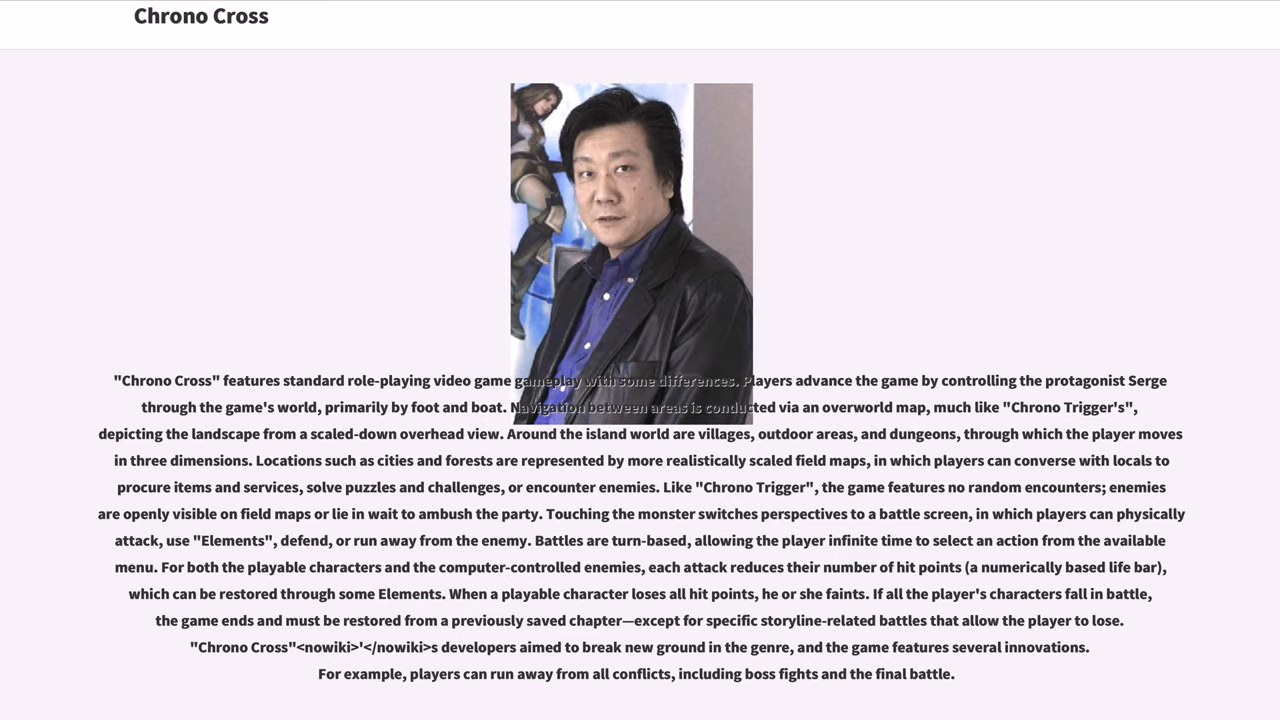 Chrono Cross
"Chrono Cross" features standard role-playing video game gameplay with some differences. Players advance the game by controlling the protagonist Serge
through the game's world, primarily by foot and boat. Navigation between areas is conducted via an overworld map, much like "Chrono Trigger's",
depicting the landscape from a scaled-down overhead view. Around the island world are villages, outdoor areas, and dungeons, through which the player moves
in three dimensions. Locations such as cities and forests are represented by more realistically scaled field maps, in which players can converse with locals to
procure items and services, solve puzzles and challenges, or encounter enemies. Like "Chrono Trigger", the game features no random encounters; enemies
are openly visible on field maps or lie in wait to ambush the party. Touching the monster switches perspectives to a battle screen, in which players can physically
attack, use "Elements", defend, or run away from the enemy. Battles are turn-based, allowing the player infinite time to select an action from the available
menu. For both the playable characters and the computer-controlled enemies, each attack reduces their number of hit points (a numerically based life bar),
which can be restored through some Elements. When a playable character loses all hit points, he or she faints. If all the player's characters fall in battle,
the game ends and must be restored from a previously saved chapter—except for specific storyline-related battles that allow the player to lose.
"Chrono Cross"<nowiki>'</nowiki>s developers aimed to break new ground in the genre, and the game features several innovations.
For example, players can run away from all conflicts, including boss fights and the final battle.